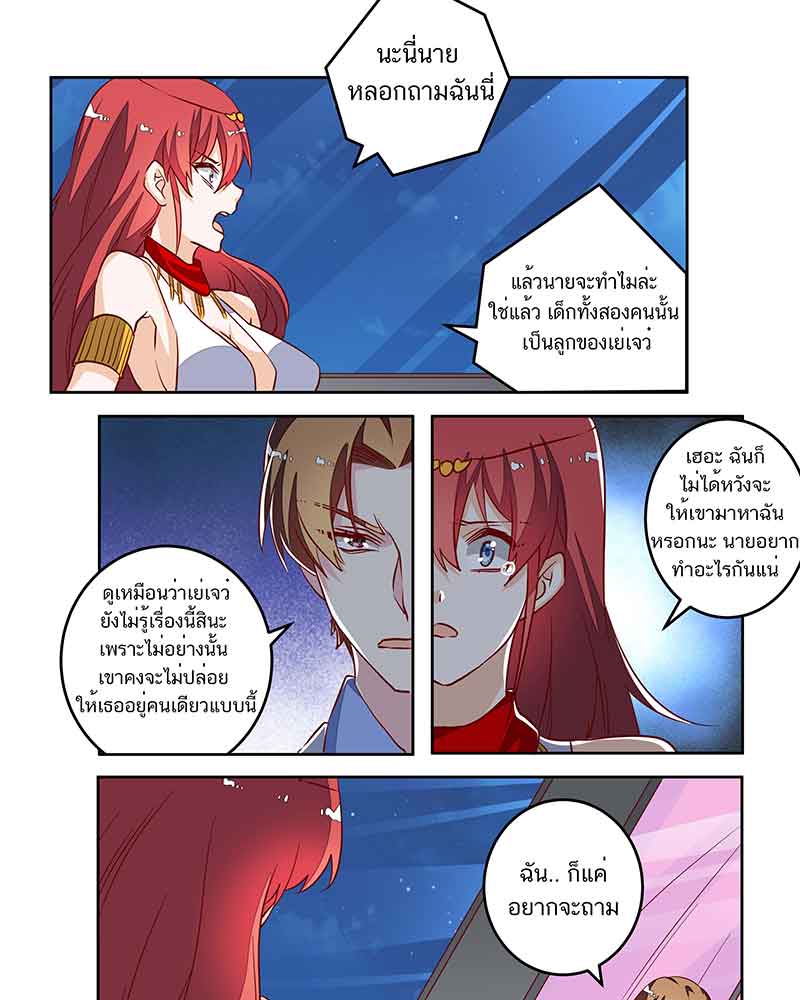 นะนี่นาย
หลอกถามฉันนี่
แล้วนายจะทำไมล่ะ
ใช่แล้ว เด็กทั้งสองคนนั้น
เป็นลูกของเย่เจว๋
ดูเหมือนว่าเย่เจว๋
ยังไม่รู้เรื่องนี้สินะ
เพราะไม่อย่างนั้น
เขาคงจะไม่ปล่อย
ให้เธออยู่คนเดียวแบบนี้
เฮอะ ฉันก็
ไม่ได้หวังจะ
ให้เขามาหาฉัน
หรอกนะ นายอยาก
ทำอะไรกันแน่
ฉัน.. ก็แค่
อยากจะถาม